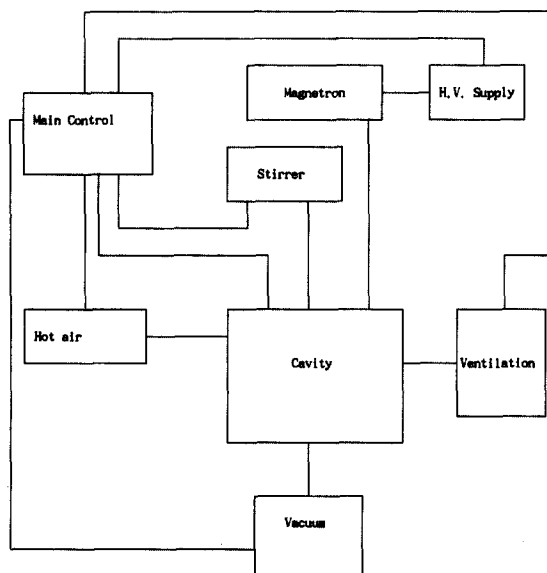 Magnetron
H.V. Supply
Main Control
Stirrer
Hot air
Cavity
Ventilation
Vacuum